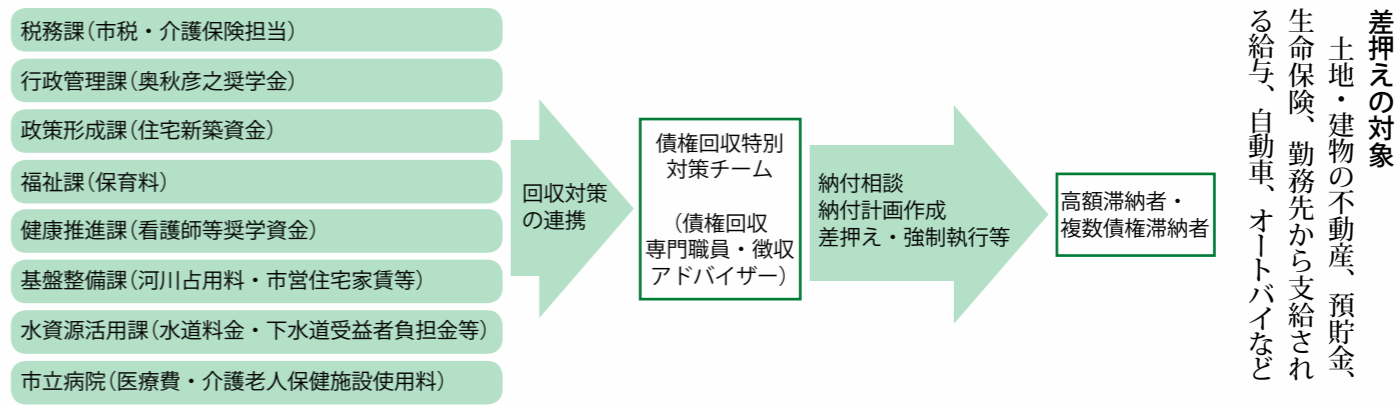 税務課(市税・介護保険担当)
行政管理課(奥秋彦之奨学金)
政策形成課(住宅新築資金)
福祉課(保育料)
健康推進課(看護師等奨学資金)
基盤整備課(河川占用料・市営住宅家賃等)
水資源活用課(水道料金・下水道受益者負担金等)
市立病院(医療費・介護老人保健施設使用料)
回収対策
の連携
債権回収特別
対策チーム
(債権回収
専門職員・徴収
アドバイザー)
納付相談
納付計画作成
差押え・強制執行等
高額滞納者・
複数債権滞納者
差押えの対象
土地・建物の不動産、預貯金、
生命保険、勤務先から支給され
る給与、自動車、オートバイなど